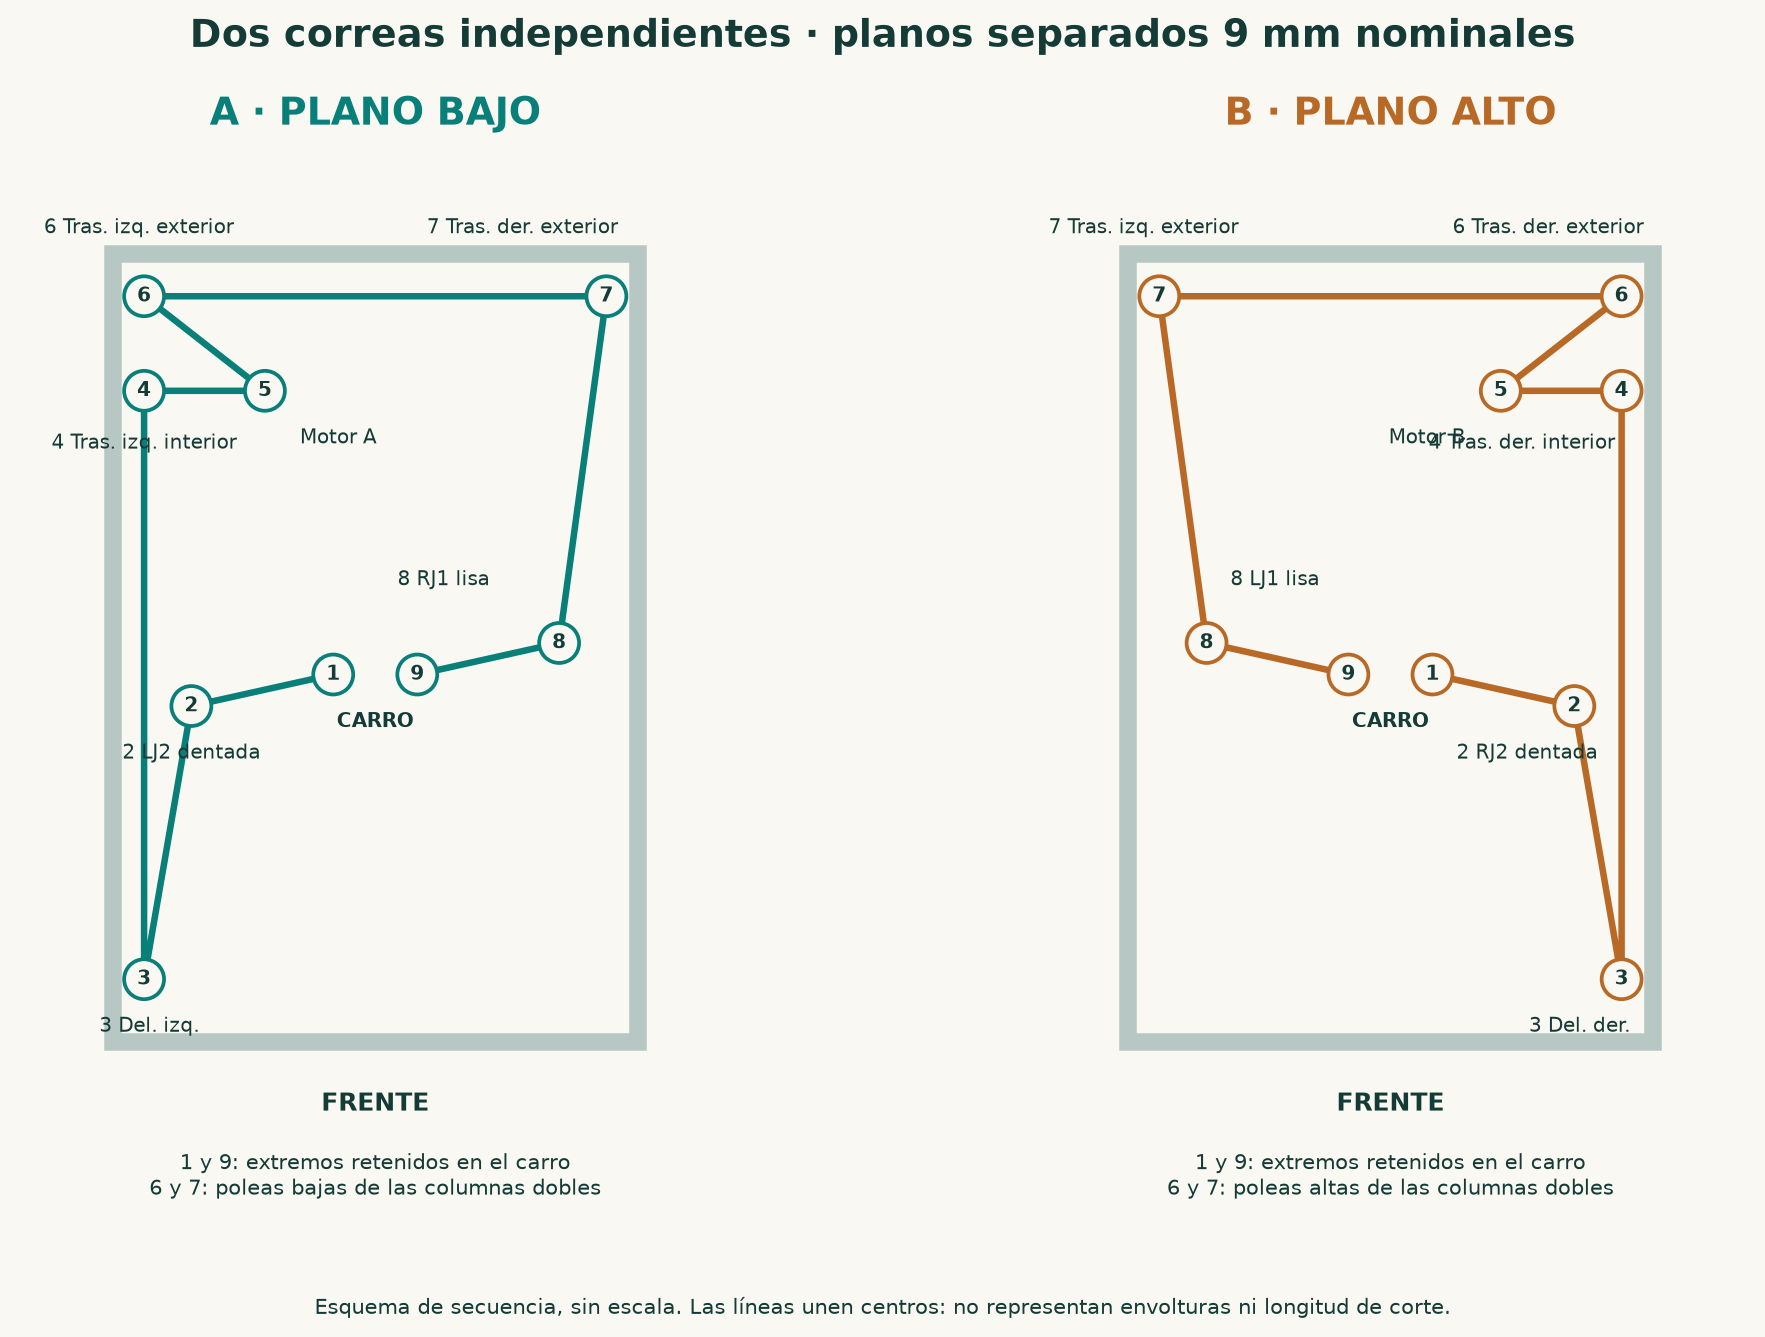 Dos correas independientes · planos separados 9 mm nominales
A · PLANO BAJO
6 Tras. izq. exterior
7 Tras. der. exterior
6
7
4
5
4 Tras. izq. interior
Motor A
8 RJ1 lisa
8
1
9
2
CARRO
2 LJ2 dentada
3
3 Del. izq.
FRENTE
1 y 9: extremos retenidos en el carro
6 y 7: poleas bajas de las columnas dobles
B · PLANO ALTO
7 Tras. izq. exterior
6 Tras. der. exterior
7
6
5
4
Motor B
4 Tras. der. interior
8 LJ1 lisa
8
9
1
2
CARRO
2 RJ2 dentada
3
3 Del. der.
FRENTE
1 y 9: extremos retenidos en el carro
6 y 7: poleas altas de las columnas dobles
Esquema de secuencia, sin escala. Las líneas unen centros: no representan envolturas ni longitud de corte.